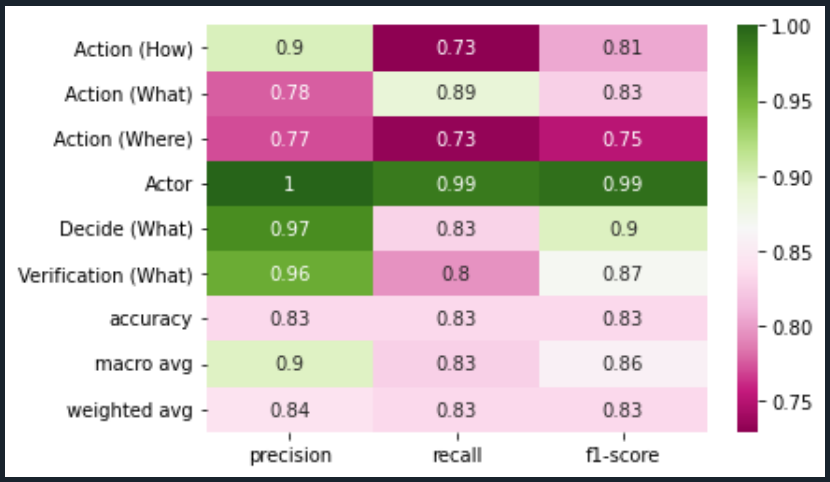 Action (How) 0.9 0.73 0.81
Action (What) 0.78 0.89 0.83
Action (Where) 0.77 0.73 0.75
Actor 1 0.99 0.99
Decide (What) 0.97 0.83 0.9
Verification (What) 0.96 0.8 0.87
accuracy 0.83 0.83 0.83
macro avg 0.9 0.83 0.86
weighted avg 0.84 0.83 0.83
precision recall f1-score
1.00
0.95
0.90
0.85
0.80
0.75